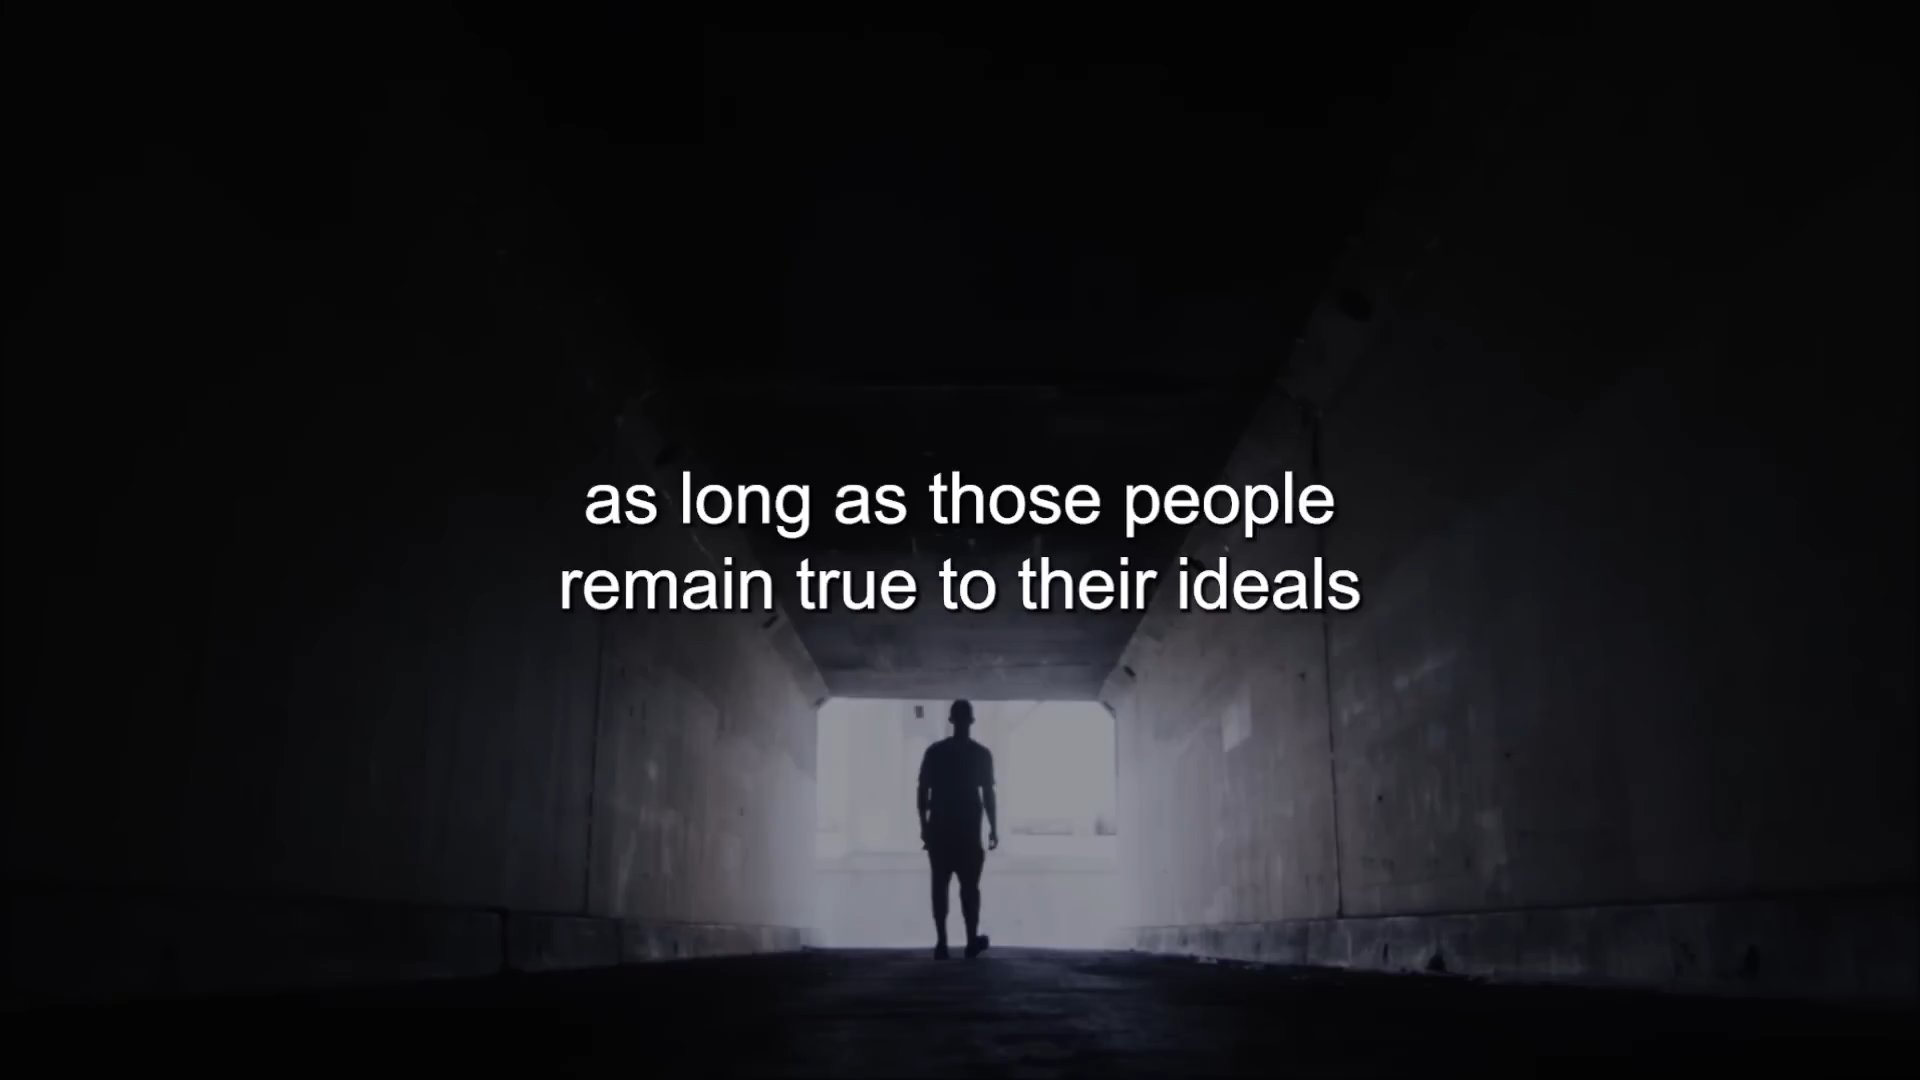 as long as those people
remain true to their ideals